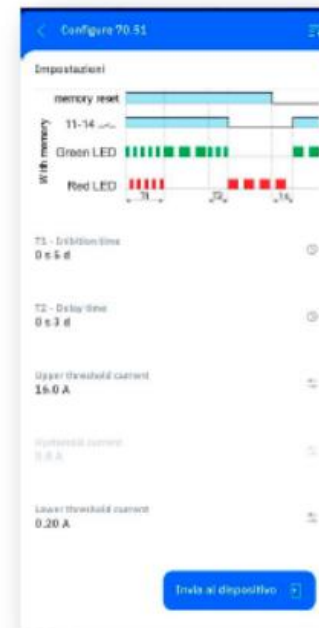 Configure 70.51
Impostazioni
memory reset
11-14
With memory
Green LED
Red LED
T1
T2
T1 - Inibition time
0 s 5 d
T2 - Delay time
0 s 3 d
Upper threshold current
16.0 A
Hysteresis current
Lower threshold current
0.20 A
Invia al dispositivo